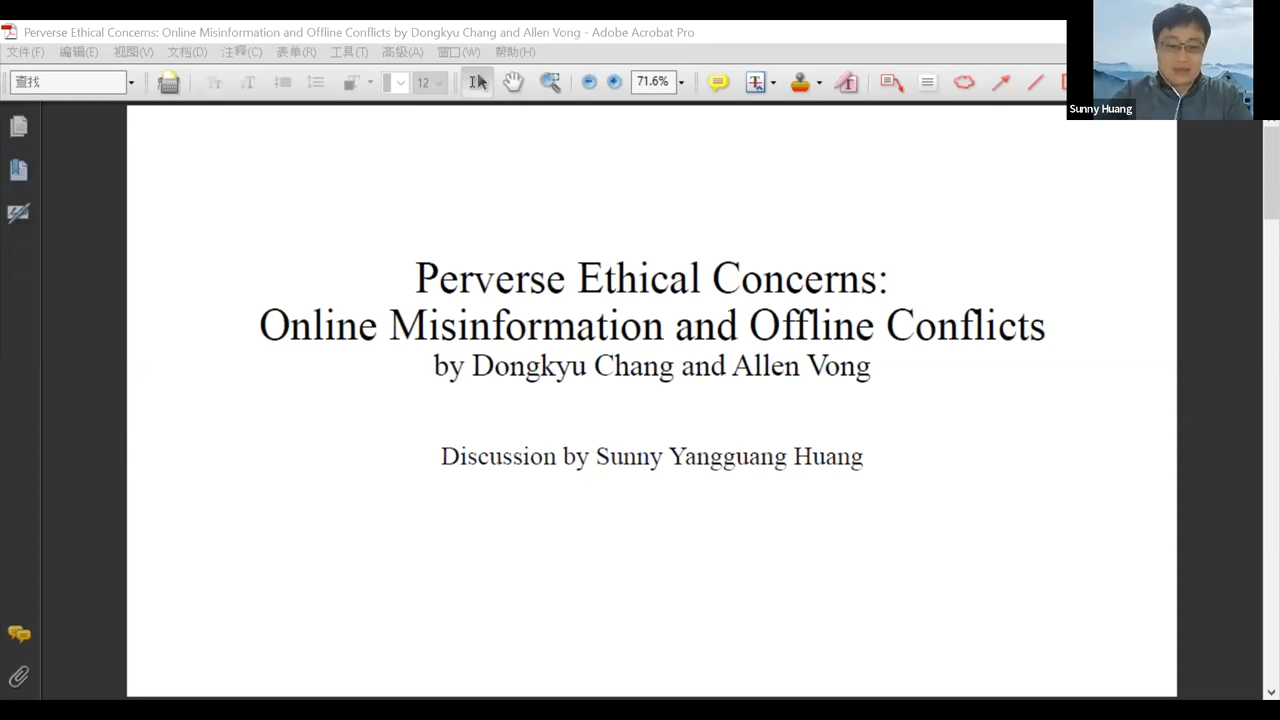 Perverse Ethical Concerns: Online Misinformation and Offline Conflicts by Dongkyu Chang and Allen Vong - Adobe Acrobat Pro
文件(F) 编辑(E) 视图(V) 文档(D) 注释(C) 表单(R) 工具(T) 高级(A) 窗口(W) 帮助(H)
查找 12 71.6%
Sunny Huang
Perverse Ethical Concerns:
Online Misinformation and Offline Conflicts
by Dongkyu Chang and Allen Vong
Discussion by Sunny Yangguang Huang